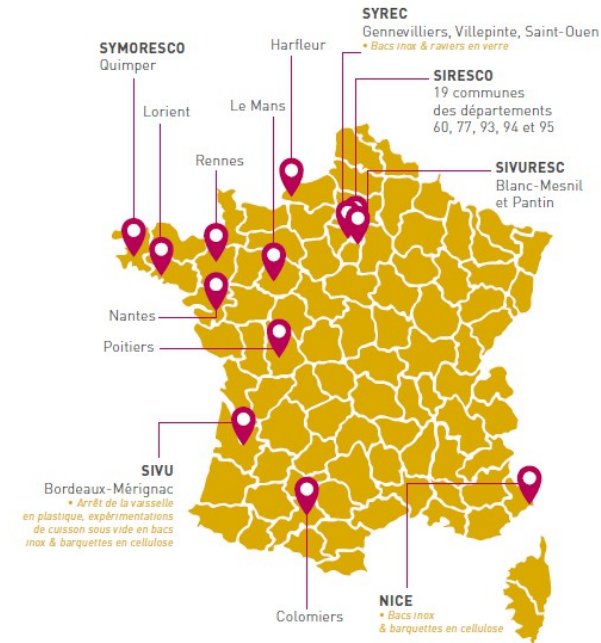 SYREC
Gennevilliers, Villepinte, Saint-Ouen
• Bacs inox & raviers en verre
SYMORESCO
Quimper
Harfleur
SIRESCO
19 communes
des départements
60, 77, 93, 94 et 95
Lorient
Le Mans
Rennes
SIVURESC
Blanc-Mesnil
et Pantin
Nantes
Poitiers
SIVU
Bordeaux-Mérignac
• Arrêt de la vaisselle
en plastique, expérimentations
de cuisson sous vide en bacs
inox & barquettes en cellulose
Colomiers
NICE
• Bacs inox
& barquettes en cellulose